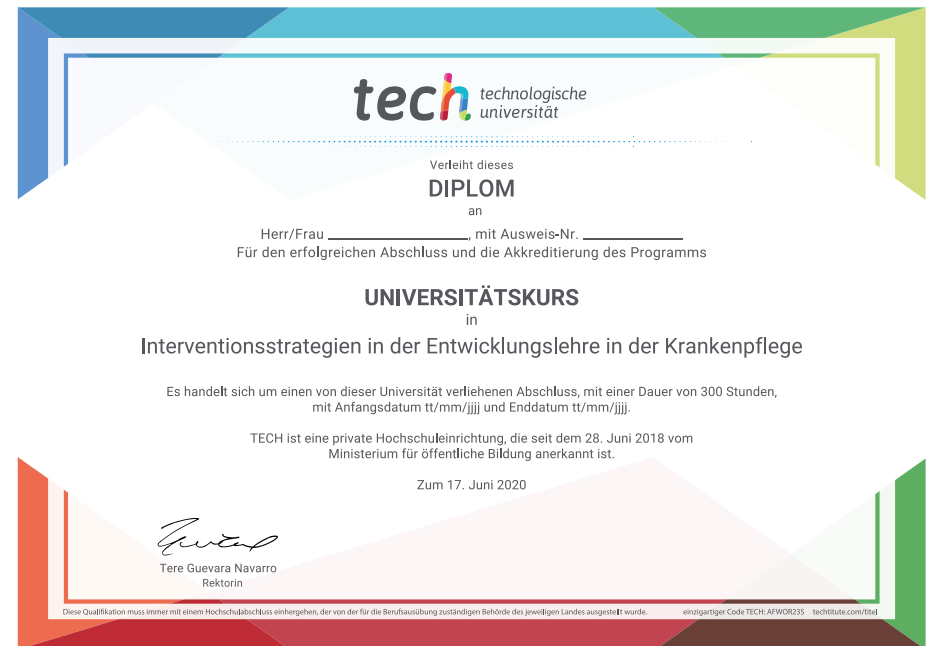 tech technologische
universität
Verleiht dieses
DIPLOM
an
Herr/Frau ____________________, mit Ausweis-Nr. ______________
Für den erfolgreichen Abschluss und die Akkreditierung des Programms
UNIVERSITÄTSKURS
in
Interventionsstrategien in der Entwicklungslehre in der Krankenpflege
Es handelt sich um einen von dieser Universität verliehenen Abschluss, mit einer Dauer von 300 Stunden,
mit Anfangsdatum tt/mm/jjjj und Enddatum tt/mm/jjjj.
TECH ist eine private Hochschuleinrichtung, die seit dem 28. Juni 2018 vom
Ministerium für öffentliche Bildung anerkannt ist.
Zum 17. Juni 2020
Tere Guevara Navarro
Rektorin
Diese Qualifikation muss immer mit einem Hochschulabschluss einhergehen, der von der für die Berufsausübung zuständigen Behörde des jeweiligen Landes ausgestellt wurde. einzigartiger Code TECH: AFWOR23S techtitute.com/titel